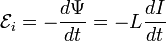 ℰᵢ = −dΨ/dt = −L dI/dt